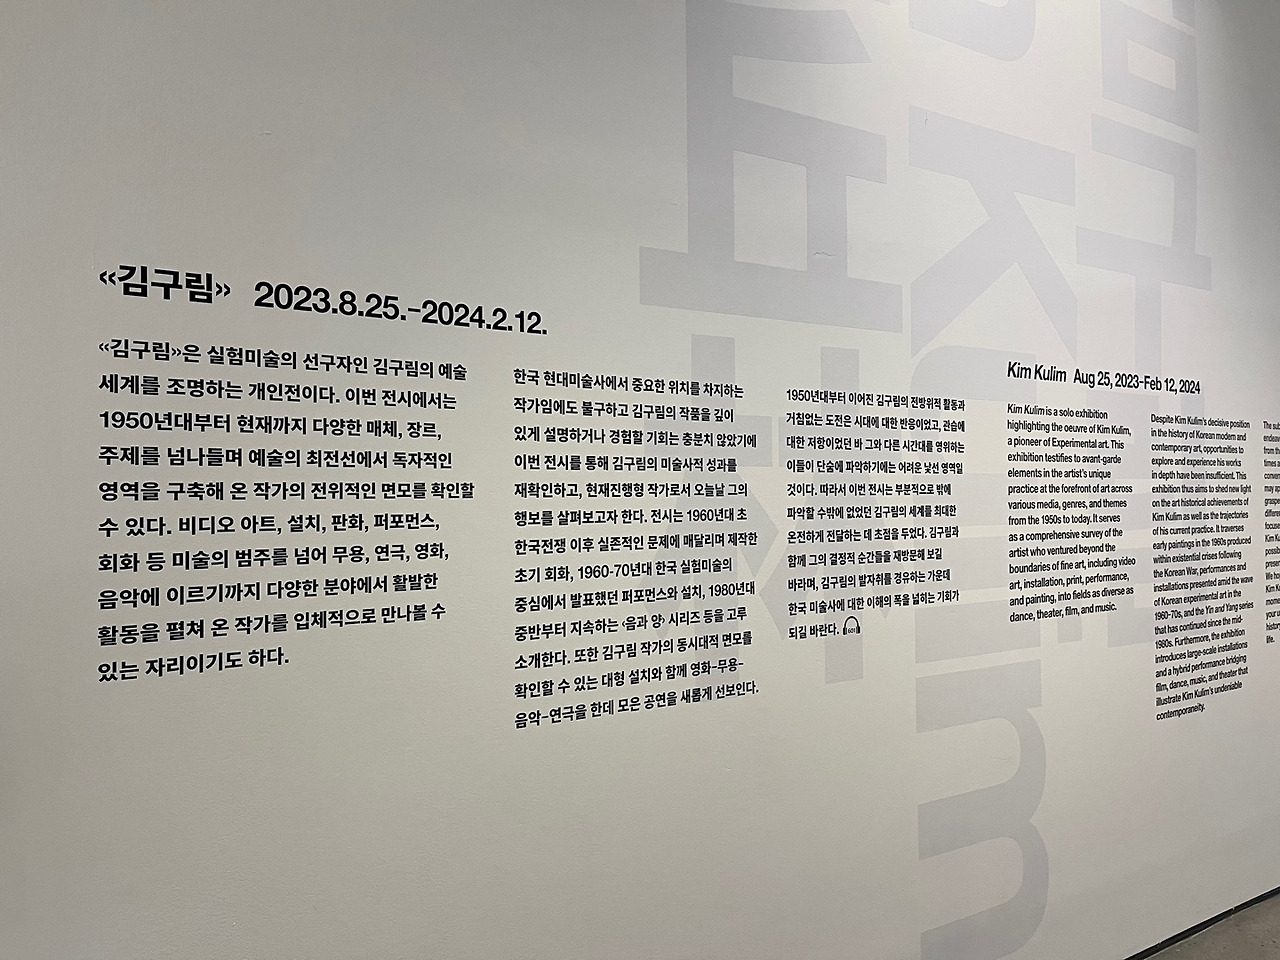 «김구림» 2023.8.25.–2024.2.12.
«김구림»은 실험미술의 선구자인 김구림의 예술
세계를 조명하는 개인전이다. 이번 전시에서는
1950년대부터 현재까지 다양한 매체, 장르,
주제를 넘나들며 예술의 최전선에서 독자적인
영역을 구축해 온 작가의 전위적인 면모를 확인할
수 있다. 비디오 아트, 설치, 판화, 퍼포먼스,
회화 등 미술의 범주를 넘어 무용, 연극, 영화,
음악에 이르기까지 다양한 분야에서 활발한
활동을 펼쳐 온 작가를 입체적으로 만나볼 수
있는 자리이기도 하다.
한국 현대미술사에서 중요한 위치를 차지하는
작가임에도 불구하고 김구림의 작품을 깊이
있게 설명하거나 경험할 기회는 충분치 않았기에
이번 전시를 통해 김구림의 미술사적 성과를
재확인하고, 현재진행형 작가로서 오늘날 그의
행보를 살펴보고자 한다. 전시는 1960년대 초
한국전쟁 이후 실존적인 문제에 매달리며 제작한
초기 회화, 1960-70년대 한국 실험미술의
중심에서 발표했던 퍼포먼스와 설치, 1980년대
중반부터 지속하는 ‹음과 양› 시리즈 등을 고루
소개한다. 또한 김구림 작가의 동시대적 면모를
확인할 수 있는 대형 설치와 함께 영화–무용–
음악–연극을 한데 모은 공연을 새롭게 선보인다.
1950년대부터 이어진 김구림의 전방위적 활동과
거침없는 도전은 시대에 대한 반응이었고, 관습에
대한 저항이었던 바 그와 다른 시간대를 영위하는
이들이 단숨에 파악하기에는 어려운 낯선 영역일
것이다. 따라서 이번 전시는 부분적으로 밖에
파악할 수밖에 없었던 김구림의 세계를 최대한
온전하게 전달하는 데 초점을 두었다. 김구림과
함께 그의 결정적 순간들을 재방문해 보길
바라며, 김구림의 발자취를 경유하는 가운데
한국 미술사에 대한 이해의 폭을 넓히는 기회가
되길 바란다.
Kim Kulim Aug 25, 2023–Feb 12, 2024
Kim Kulim is a solo exhibition
highlighting the oeuvre of Kim Kulim,
a pioneer of Experimental art. This
exhibition testifies to avant-garde
elements in the artist's unique
practice at the forefront of art across
various media, genres, and themes
from the 1950s to today. It serves
as a comprehensive survey of the
artist who ventured beyond the
boundaries of fine art, including video
art, installation, print, performance,
and painting, into fields as diverse as
dance, theater, film, and music.
Despite Kim Kulim's decisive position
in the history of Korean modern and
contemporary art, opportunities to
explore and experience his works
in depth have been insufficient. This
exhibition thus aims to shed new light
on the art historical achievements of
Kim Kulim as well as the trajectories
of his current practice. It traverses
early paintings in the 1960s produced
within existential crises following
the Korean War, performances and
installations presented amid the wave
of Korean experimental art in the
1960-70s, and the Yin and Yang series
that has continued since the mid-
1980s. Furthermore, the exhibition
introduces large-scale installations
and a hybrid performance bridging
film, dance, music, and theater that
illustrate Kim Kulim's undeniable
contemporaneity.